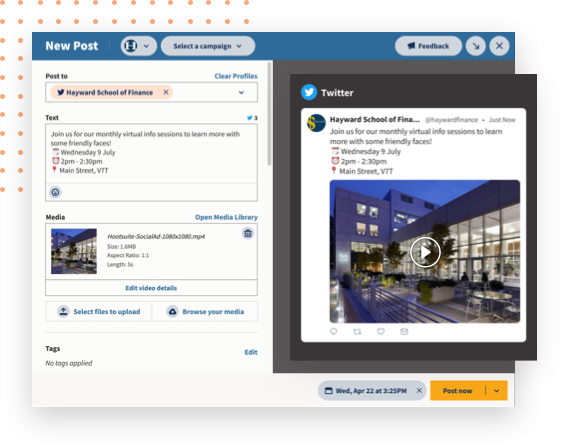 New Post
Select a campaign
Feedback
Post to
Clear Profiles
Hayward School of Finance
Text
3
Join us for our monthly virtual info sessions to learn more with
some friendly faces!
Wednesday 9 July
2pm - 2:30pm
Main Street, V7T
Media
Open Media Library
Hootsuite-SocialAd-1080x1080.mp4
Size: 1.6MB
Aspect Ratio: 1:1
Length: 5s
Edit video details
Select files to upload
Browse your media
Tags
Edit
No tags applied
Twitter
Hayward School of Fina... @haywardfinance • Just Now
Join us for our monthly virtual info sessions to learn
more with some friendly faces!
Wednesday 9 July
2pm - 2:30pm
Main Street, V7T
Wed, Apr 22 at 3:25PM
Post now